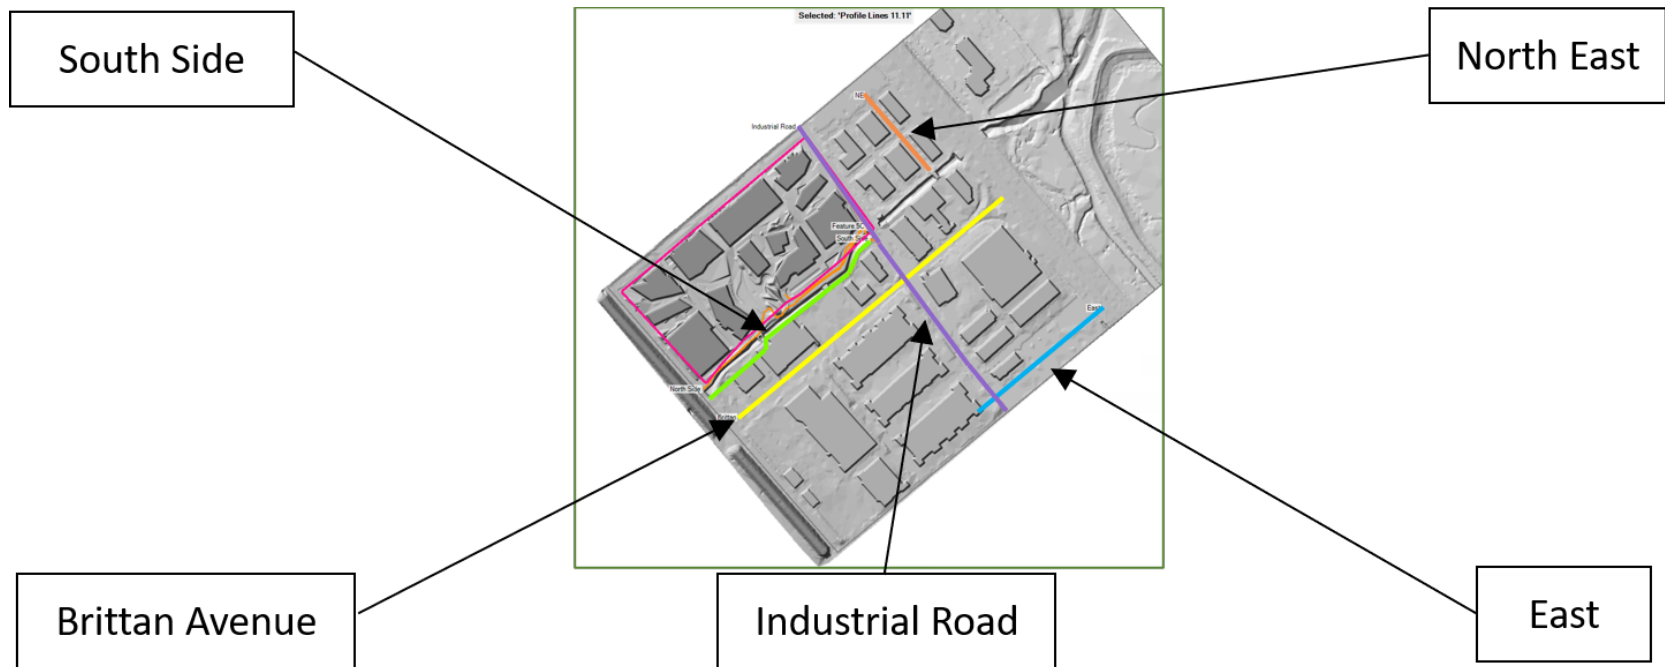 Selected: 'Profile Lines 11.11'
South Side
North East
NE
Industrial Road
Feature 5C
South Side
East
North Side
Brittan
Brittan Avenue
Industrial Road
East